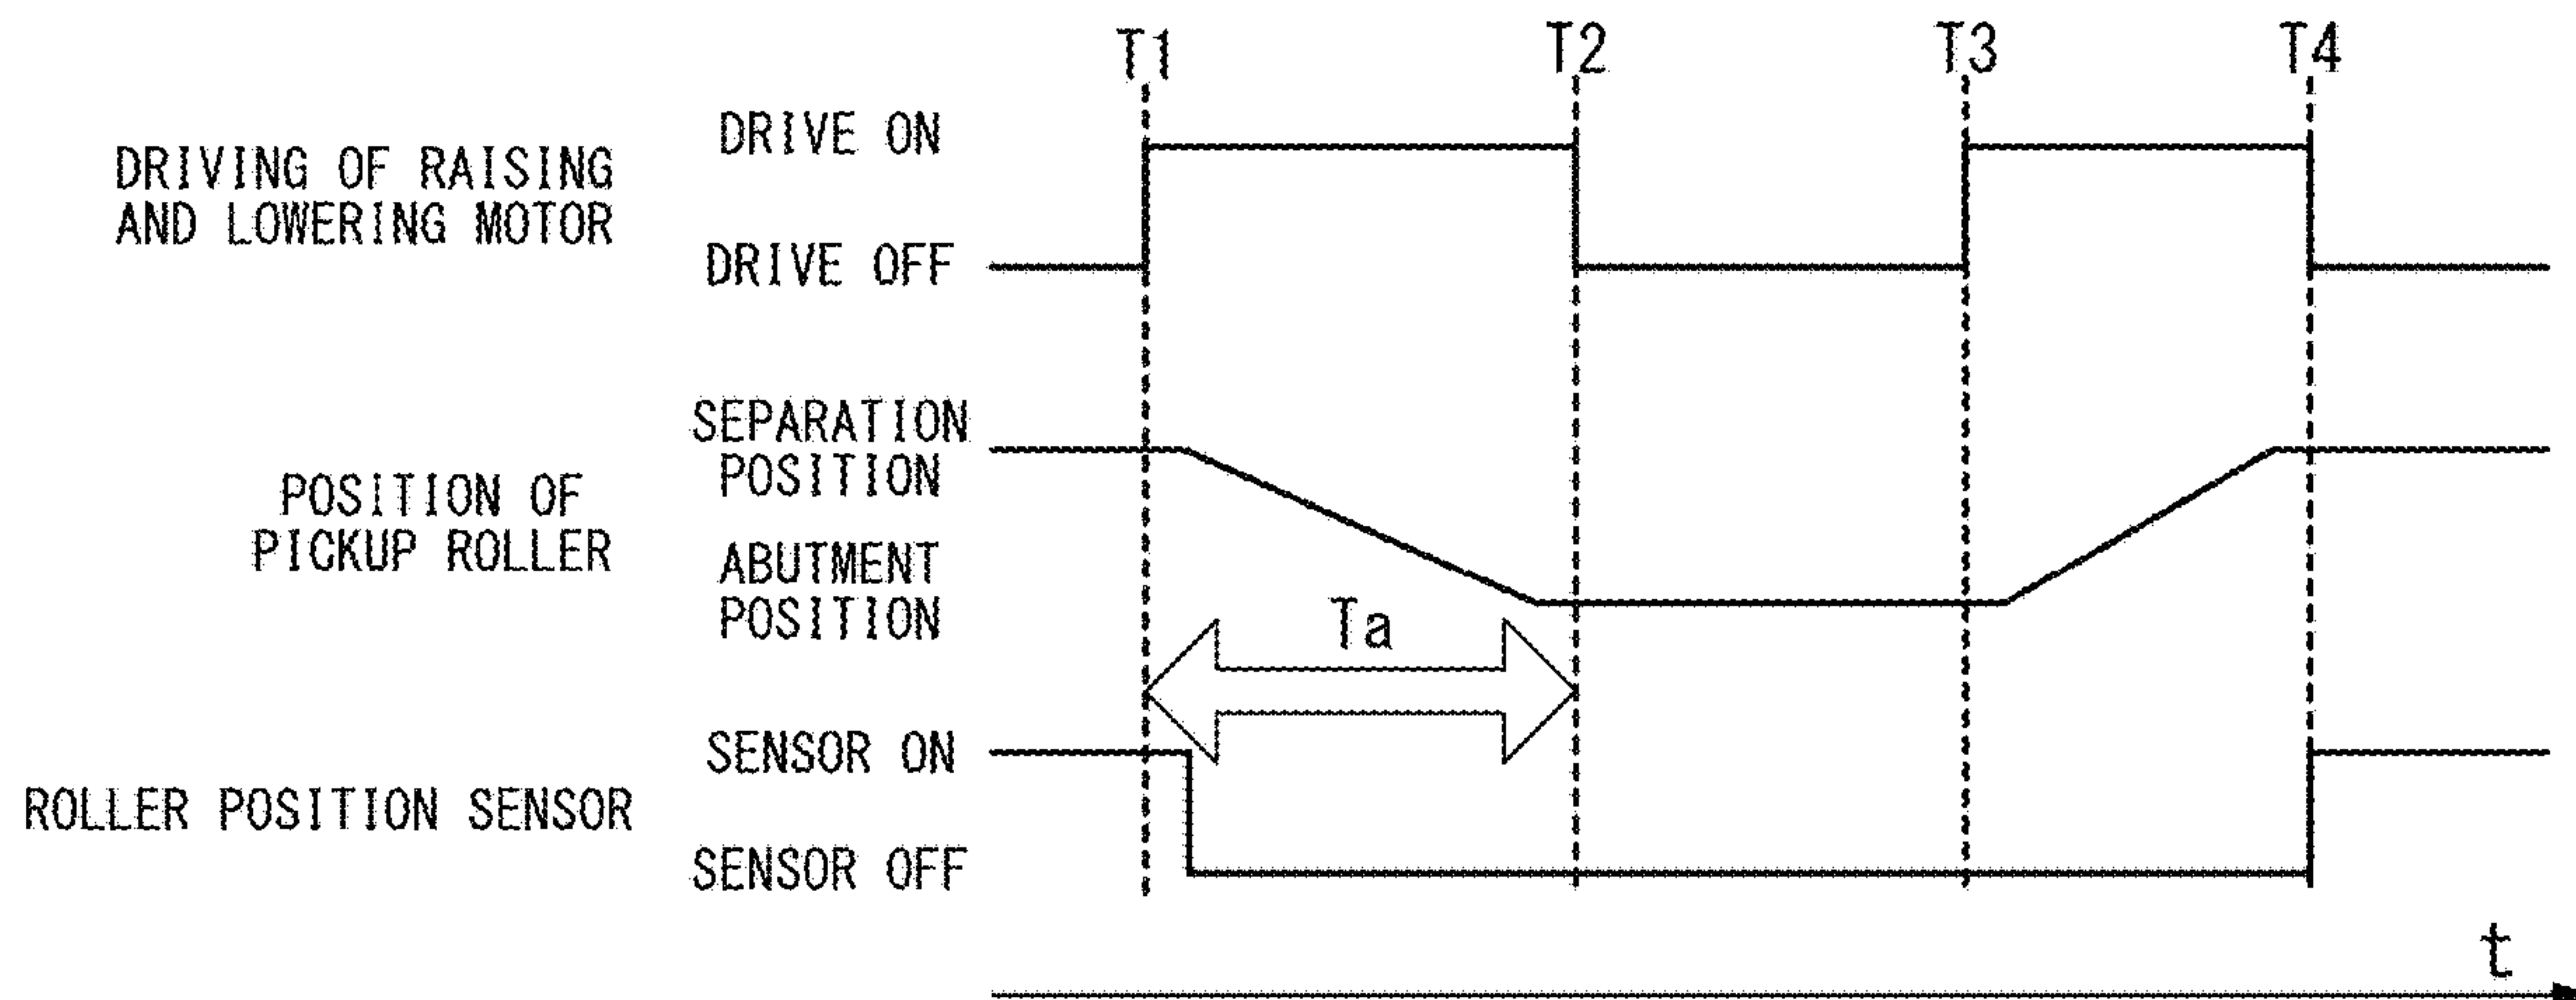 T1 T2 T3 T4
DRIVING OF RAISING
AND LOWERING MOTOR
DRIVE ON
DRIVE OFF
POSITION OF
PICKUP ROLLER
SEPARATION
POSITION
ABUTMENT
POSITION
Ta
ROLLER POSITION SENSOR
SENSOR ON
SENSOR OFF
t